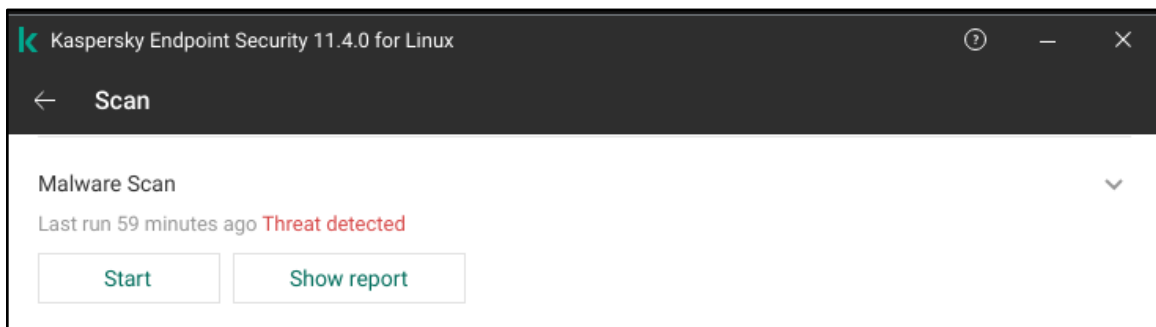 Kaspersky Endpoint Security 11.4.0 for Linux
Scan
Malware Scan
Last run 59 minutes ago Threat detected
Start Show report